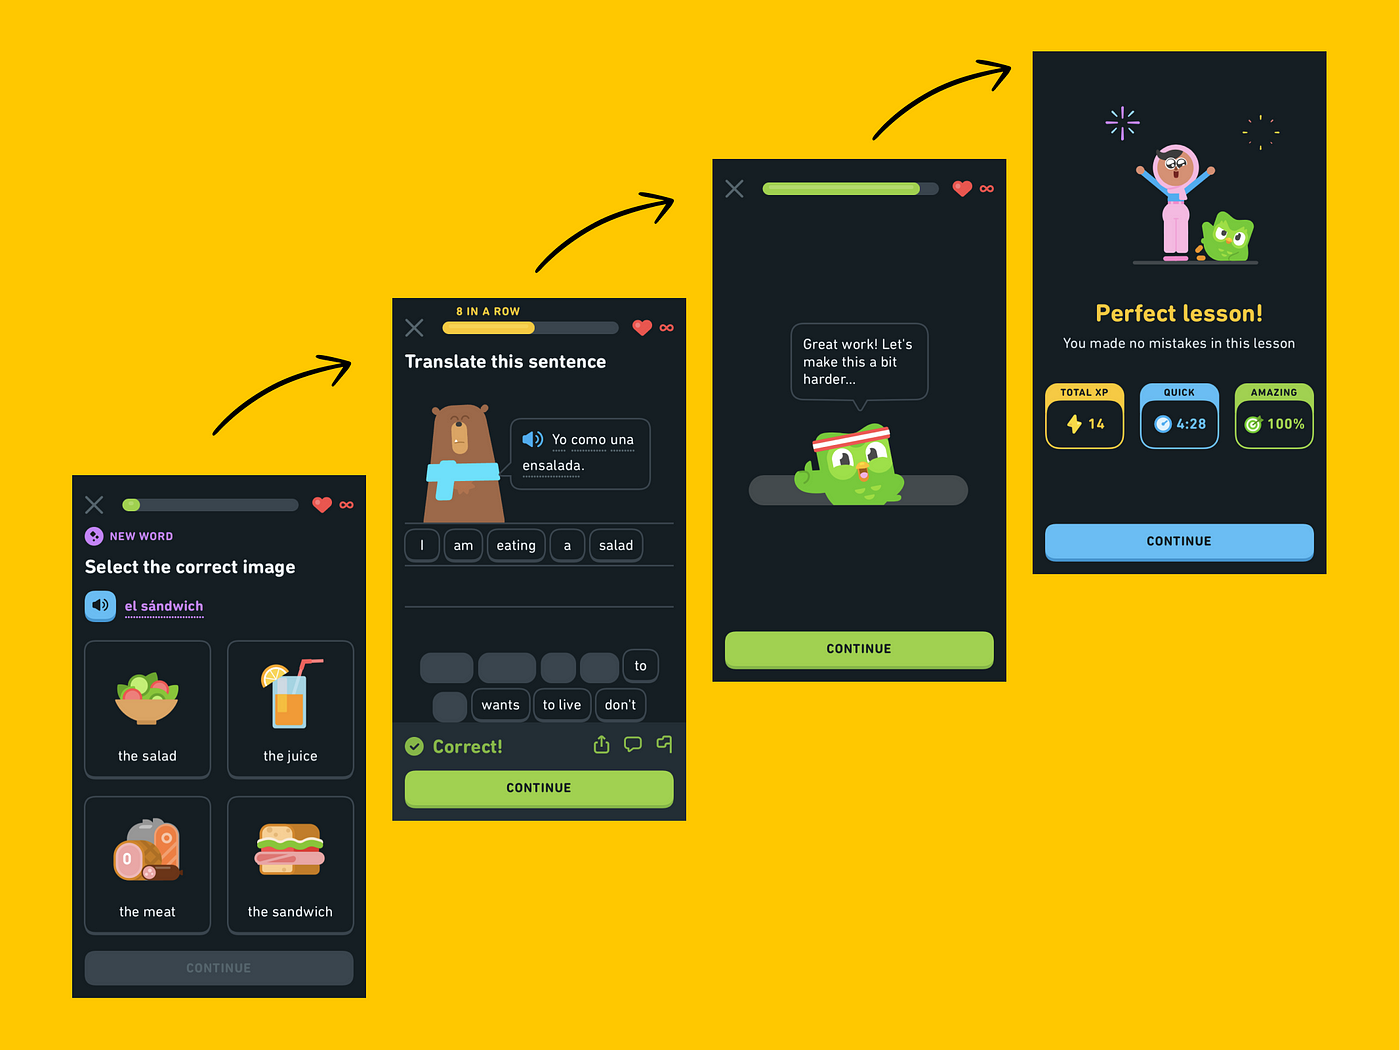 NEW WORD
Select the correct image
el sándwich
the salad
the juice
0
the meat
the sandwich
CONTINUE
8 IN A ROW
Translate this sentence
Yo como una
ensalada.
I am eating a salad
to
wants to live don't
Correct!
CONTINUE
Great work! Let's
make this a bit
harder...
CONTINUE
Perfect lesson!
You made no mistakes in this lesson
TOTAL XP
14
QUICK
4:28
AMAZING
100%
CONTINUE